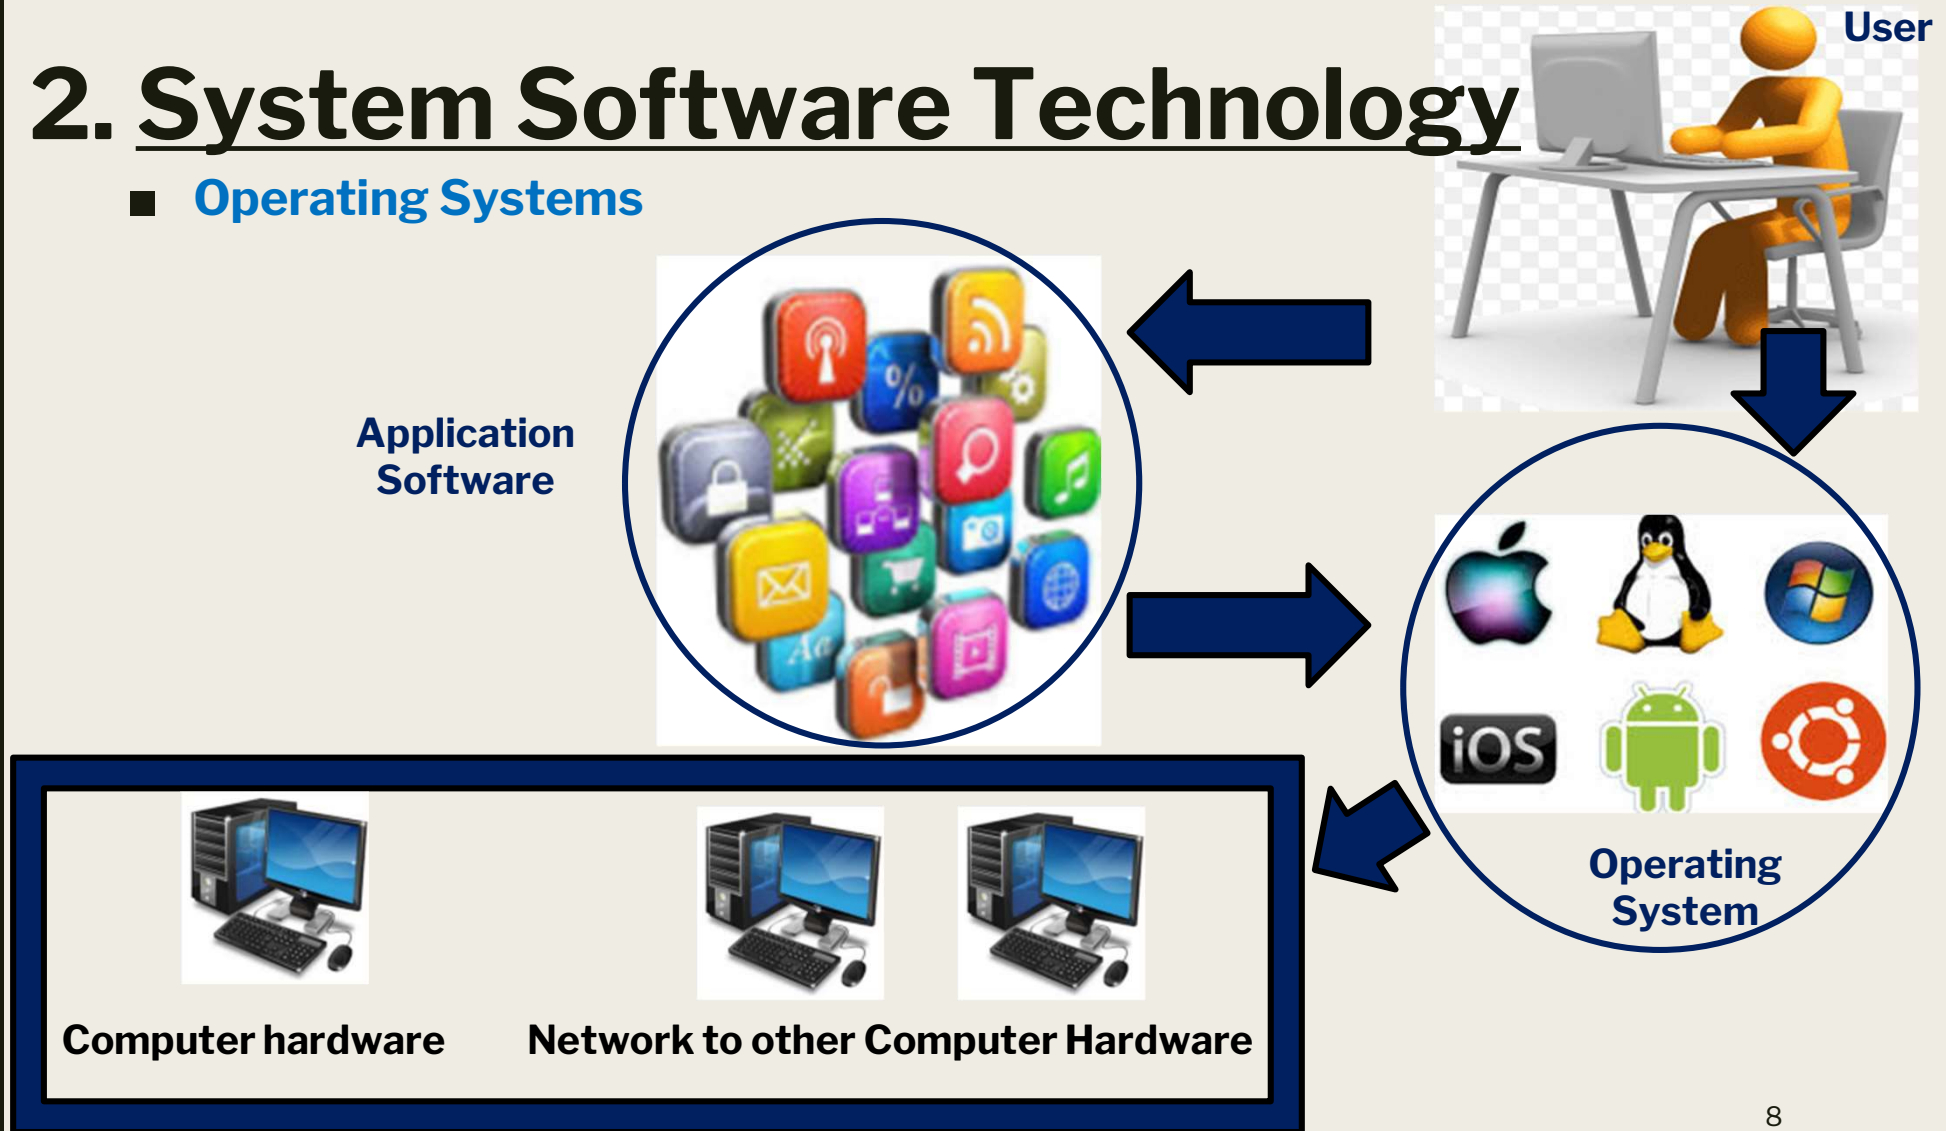 User
2. System Software Technology
■ Operating Systems
Application
Software
%
Aa
iOS
Operating
System
Computer hardware
Network to other Computer Hardware
8